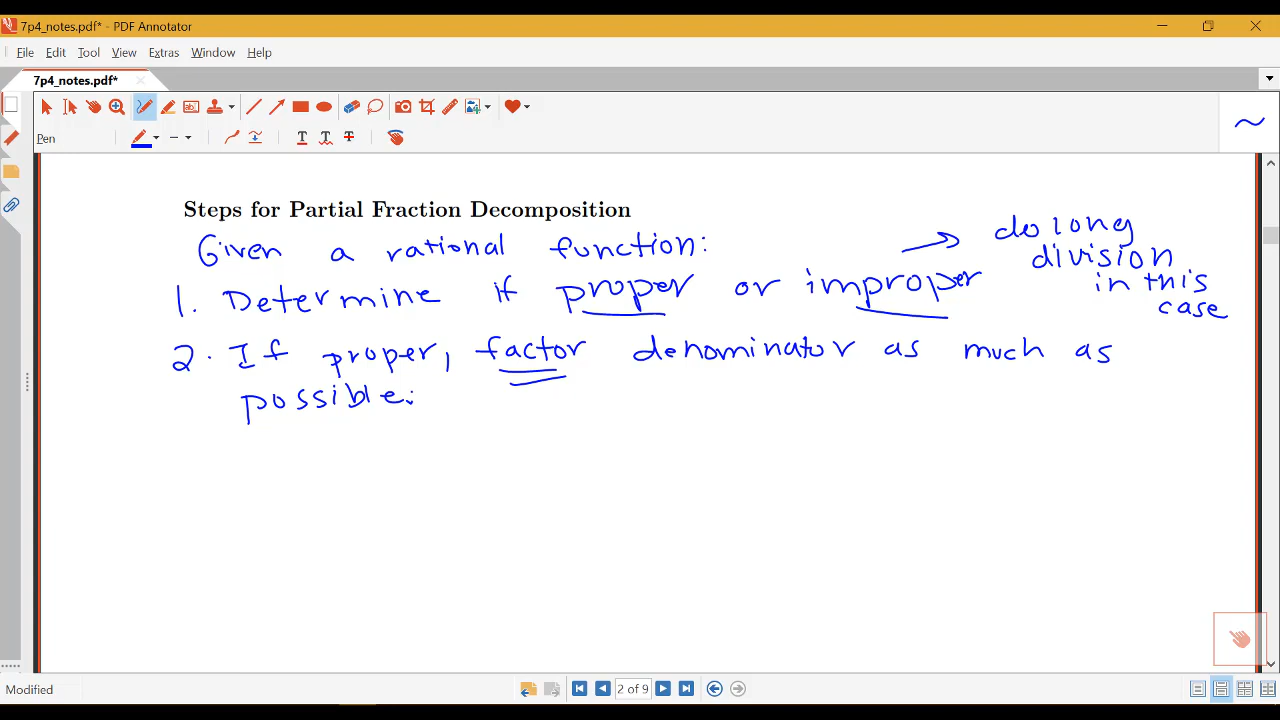 7p4_notes.pdf* - PDF Annotator
File Edit Tool View Extras Window Help
7p4_notes.pdf*
Pen
Steps for Partial Fraction Decomposition
Given a rational function:
1. Determine if proper or improper → do long division in this case
2. If proper, factor denominator as much as
possible.
Modified
2 of 9